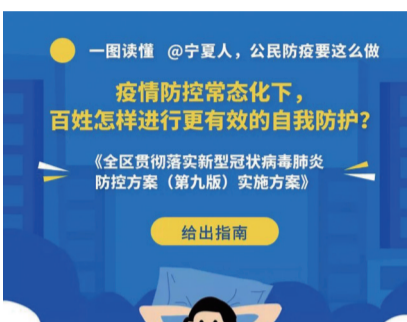 一图读懂 @宁夏人，公民防疫要这么做
疫情防控常态化下，
百姓怎样进行更有效的自我防护？
《全区贯彻落实新型冠状病毒肺炎
防控方案（第九版）实施方案》
给出指南